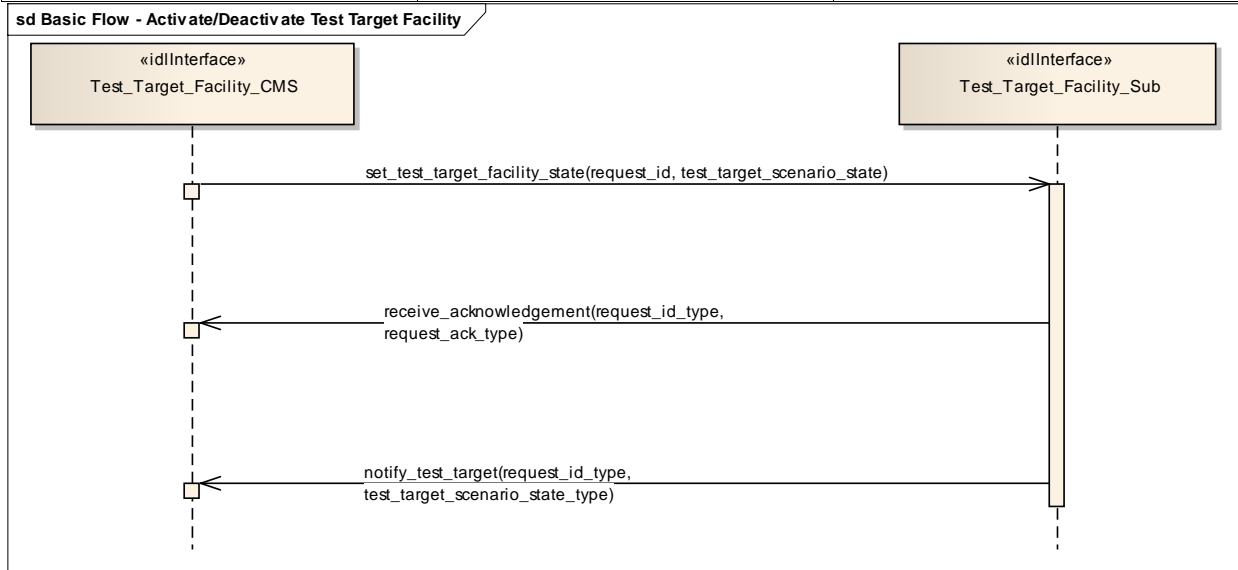 sd Basic Flow - Activate/Deactivate Test Target Facility
«idlInterface»
Test_Target_Facility_CMS
«idlInterface»
Test_Target_Facility_Sub
set_test_target_facility_state(request_id, test_target_scenario_state)
receive_acknowledgement(request_id_type,
request_ack_type)
notify_test_target(request_id_type,
test_target_scenario_state_type)